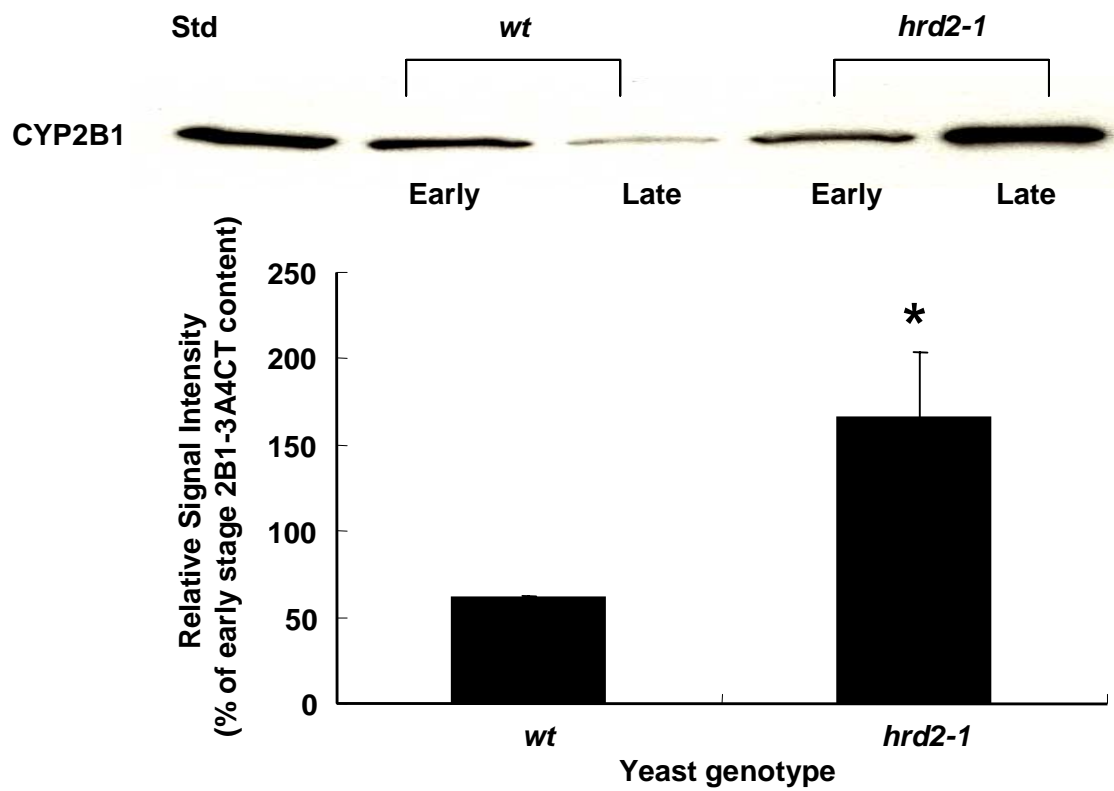 Std wt hrd2-1
CYP2B1
Early Late Early Late
Relative Signal Intensity
(% of early stage 2B1-3A4CT content)
250
200
150
100
50
0
*
wt hrd2-1
Yeast genotype